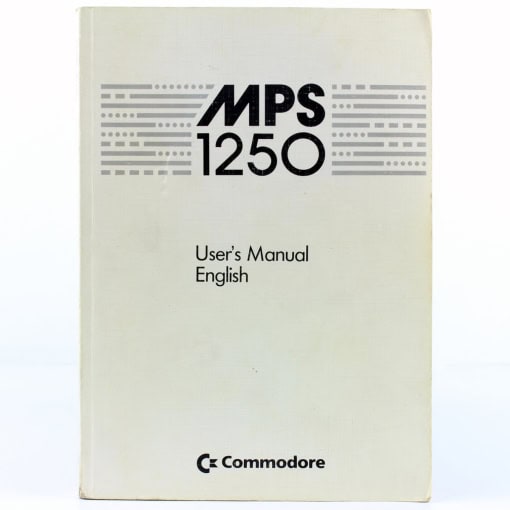 MPS
1250
User's Manual
English
Commodore